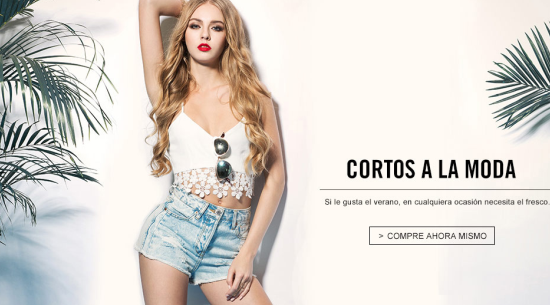 CORTOS A LA MODA
Si le gusta el verano, en cualquiera ocasión necesita el fresco.
> COMPRE AHORA MISMO